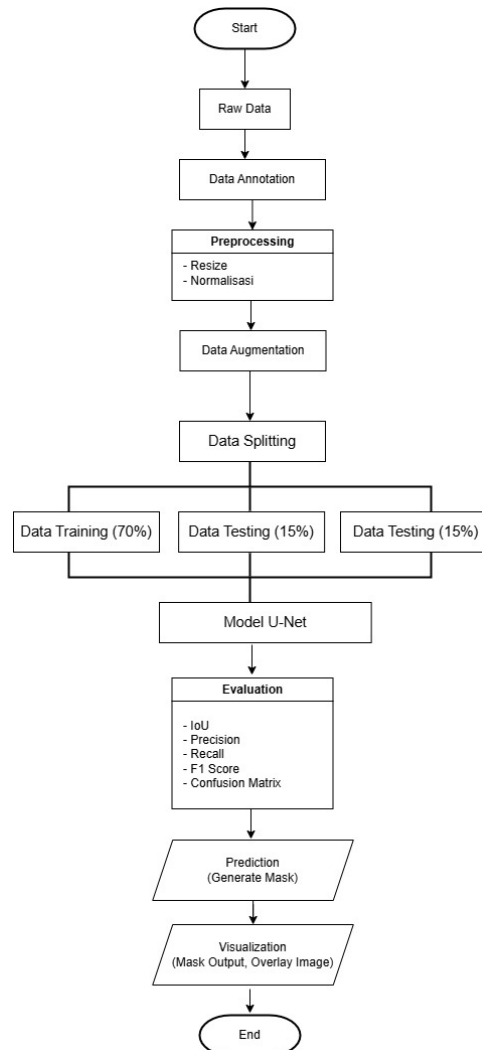 Start
Raw Data
Data Annotation
Preprocessing
- Resize
- Normalisasi
Data Augmentation
Data Splitting
Data Training (70%)
Data Testing (15%)
Data Testing (15%)
Model U-Net
Evaluation
- IoU
- Precision
- Recall
- F1 Score
- Confusion Matrix
Prediction
(Generate Mask)
Visualization
(Mask Output, Overlay Image)
End